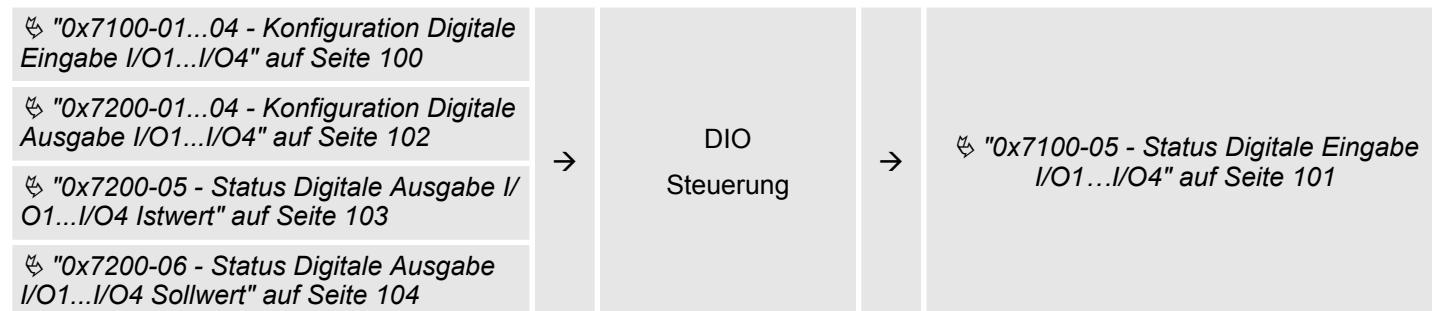 🖔 "0x7100-01...04 - Konfiguration Digitale
Eingabe I/O1...I/O4" auf Seite 100
🖔 "0x7200-01...04 - Konfiguration Digitale
Ausgabe I/O1...I/O4" auf Seite 102
🖔 "0x7200-05 - Status Digitale Ausgabe I/
O1...I/O4 Istwert" auf Seite 103
🖔 "0x7200-06 - Status Digitale Ausgabe
I/O1...I/O4 Sollwert" auf Seite 104
→
DIO
Steuerung
→
🖔 "0x7100-05 - Status Digitale Eingabe
I/O1…I/O4" auf Seite 101